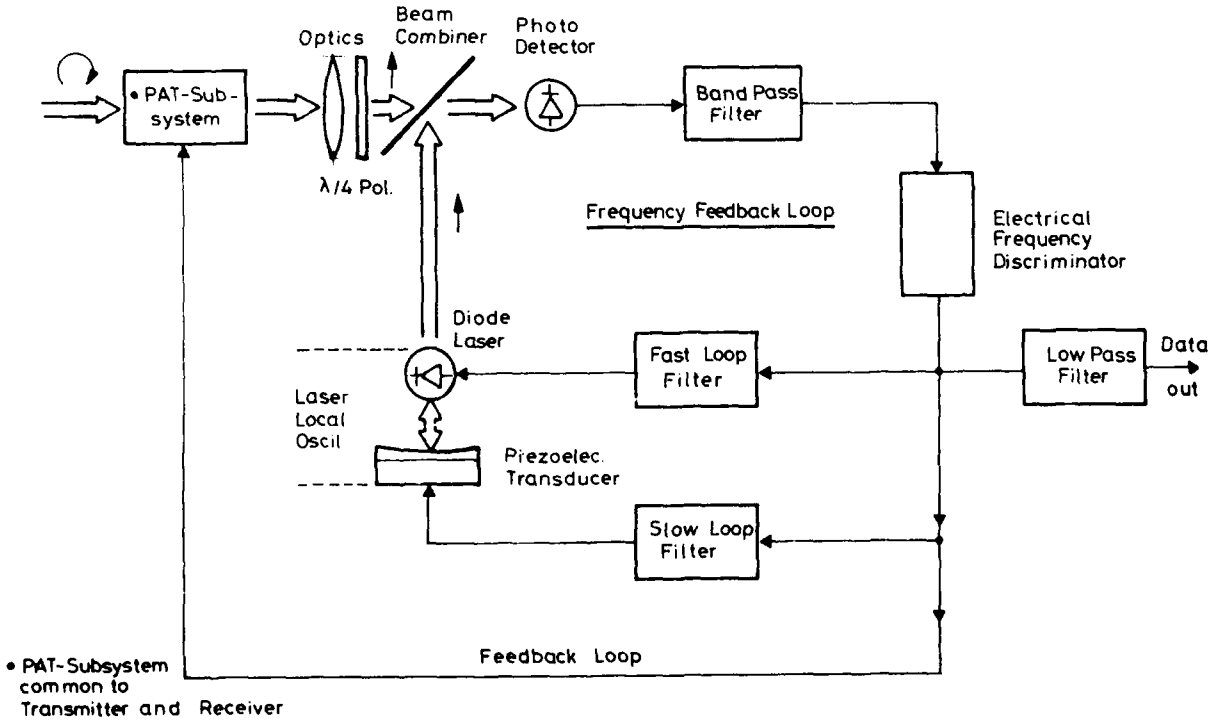 Beam
Combiner
Optics
Photo
Detector
• PAT-Sub-
system
Band Pass
Filter
λ/4 Pol.
Frequency Feedback Loop
Electrical
Frequency
Discriminator
Diode
Laser
Fast Loop
Filter
Low Pass
Filter
Data
out
Laser
Local
Oscil
Piezoelec.
Transducer
Slow Loop
Filter
Feedback Loop
• PAT-Subsystem
common to
Transmitter and Receiver